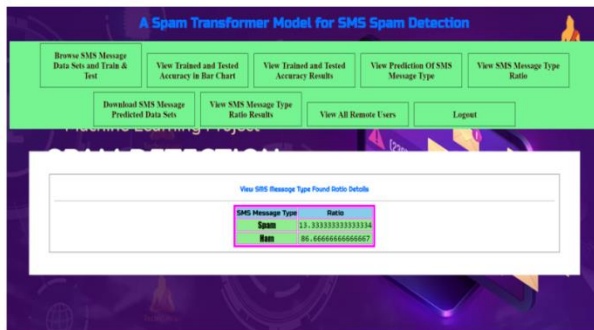 A Spam Transformer Model for SMS Spam Detection
Browse SMS Message
Data Sets and Train &
Test
View Trained and Tested
Accuracy in Bar Chart
View Trained and Tested
Accuracy Results
View Prediction Of SMS
Message Type
View SMS Message Type
Ratio
Download SMS Message
Predicted Data Sets
View SMS Message Type
Ratio Results
View All Remote Users
Logout
Machine Learning Project
SPAM DETECTION
View SMS Message Type Found Ratio Details
SMS Message Type Ratio
Spam 13.333333333333334
Ham 86.66666666666667